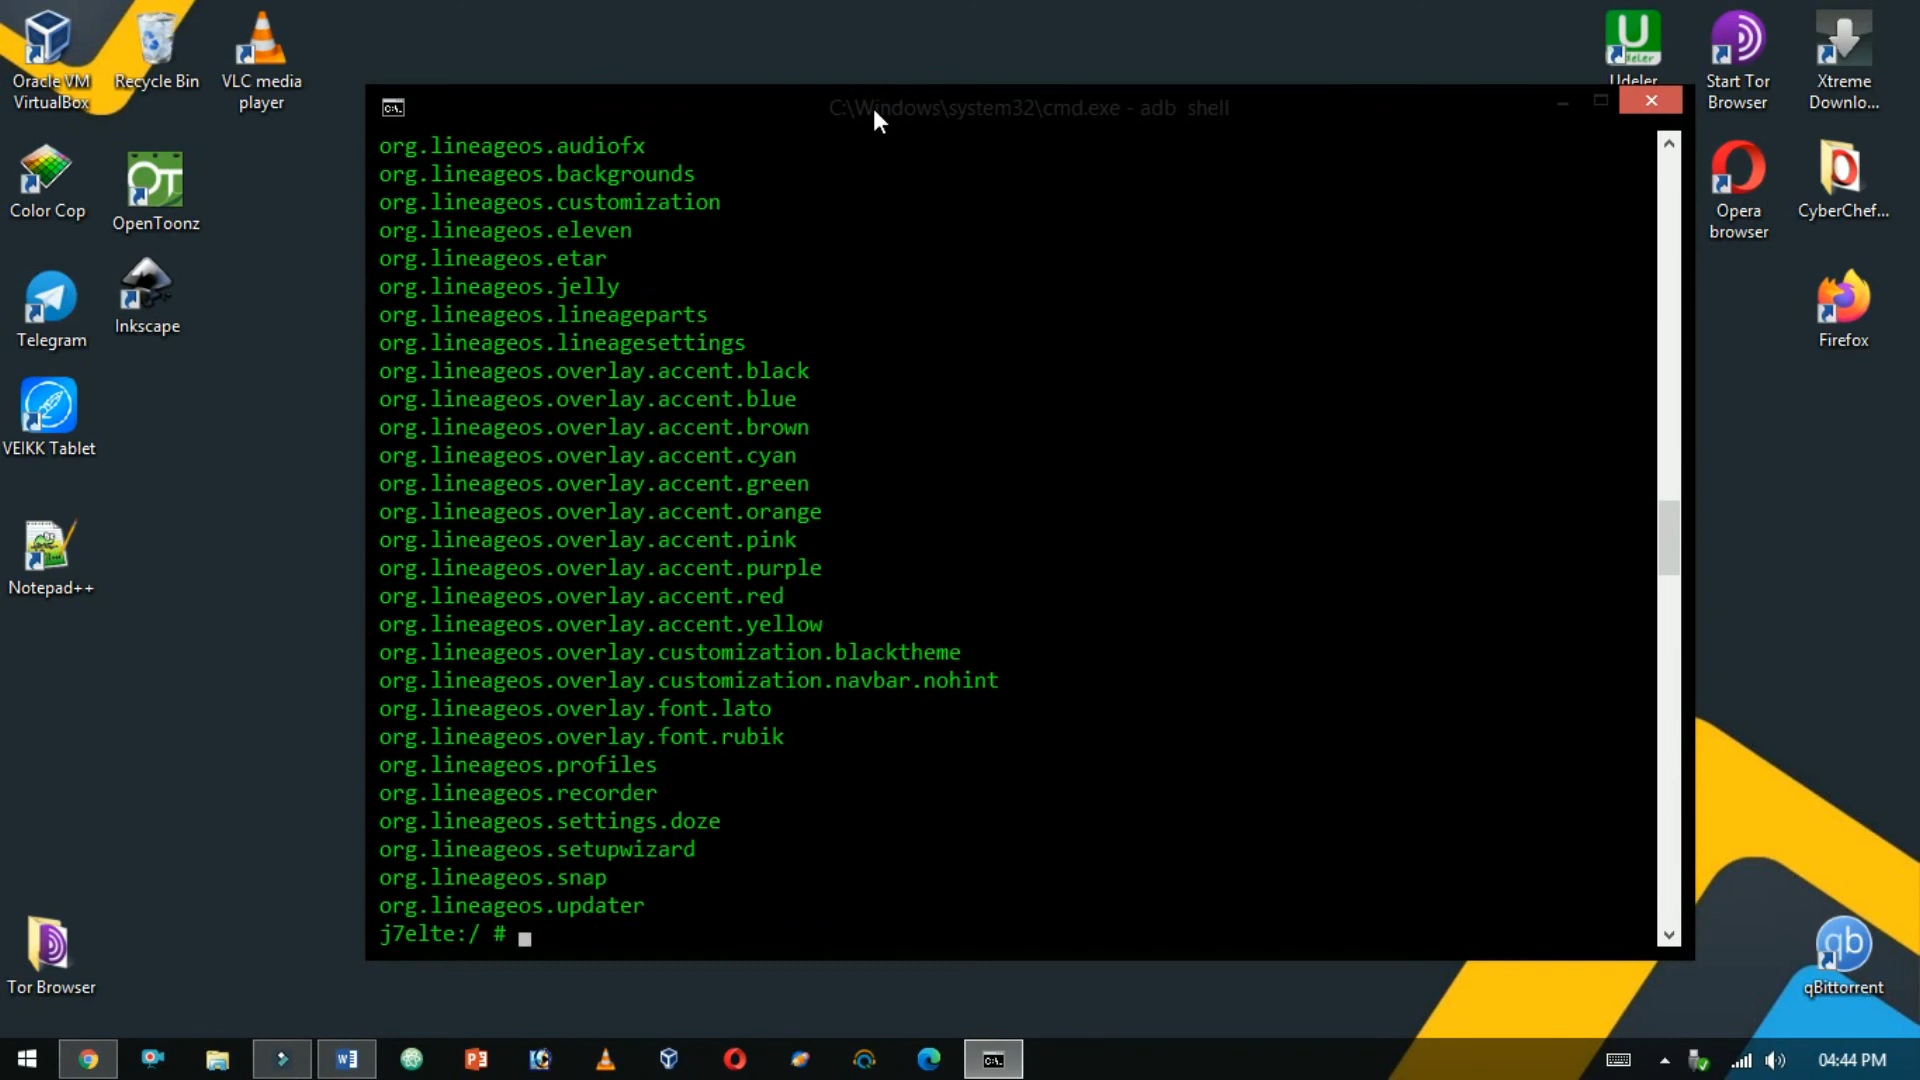 Oracle VM
VirtualBox
Recycle Bin
VLC media
player
Udeler
Start Tor
Browser
Xtreme
Downlo...
Color Cop
OpenToonz
Opera
browser
CyberChef...
Telegram
Inkscape
Firefox
VEIKK Tablet
Notepad++
Tor Browser
qb
qBittorrent
C:\Windows\system32\cmd.exe - adb  shell
org.lineageos.audiofx
org.lineageos.backgrounds
org.lineageos.customization
org.lineageos.eleven
org.lineageos.etar
org.lineageos.jelly
org.lineageos.lineageparts
org.lineageos.lineagesettings
org.lineageos.overlay.accent.black
org.lineageos.overlay.accent.blue
org.lineageos.overlay.accent.brown
org.lineageos.overlay.accent.cyan
org.lineageos.overlay.accent.green
org.lineageos.overlay.accent.orange
org.lineageos.overlay.accent.pink
org.lineageos.overlay.accent.purple
org.lineageos.overlay.accent.red
org.lineageos.overlay.accent.yellow
org.lineageos.overlay.customization.blacktheme
org.lineageos.overlay.customization.navbar.nohint
org.lineageos.overlay.font.lato
org.lineageos.overlay.font.rubik
org.lineageos.profiles
org.lineageos.recorder
org.lineageos.settings.doze
org.lineageos.setupwizard
org.lineageos.snap
org.lineageos.updater
j7elte:/ #
04:44 PM